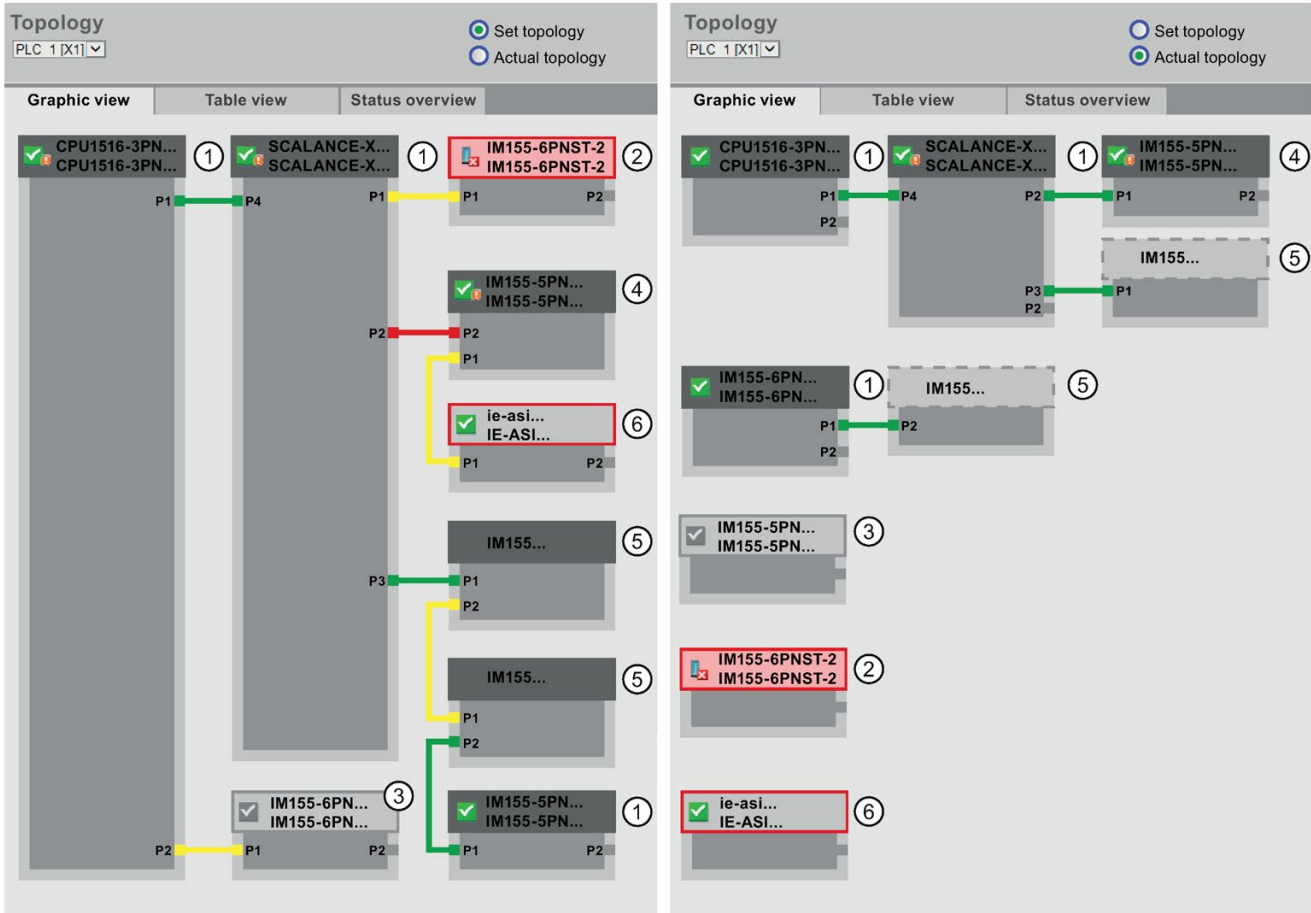 Topology
PLC 1 [X1]
Set topology
Actual topology
Graphic view
Table view
Status overview
CPU1516-3PN...
CPU1516-3PN...
1
SCALANCE-X...
SCALANCE-X...
1
IM155-6PNST-2
IM155-6PNST-2
2
P1
P4
P1
P1
P2
IM155-5PN...
IM155-5PN...
4
P2
P2
P1
ie-asi...
IE-ASI...
6
P1
P2
IM155...
5
P3
P1
P2
IM155...
5
P1
P2
IM155-6PN...
IM155-6PN...
3
IM155-5PN...
IM155-5PN...
1
P2
P1
P2
P1
P2
Topology
PLC 1 [X1]
Set topology
Actual topology
Graphic view
Table view
Status overview
CPU1516-3PN...
CPU1516-3PN...
1
SCALANCE-X...
SCALANCE-X...
1
IM155-5PN...
IM155-5PN...
4
P1
P4
P2
P1
P2
P2
IM155...
5
P3
P1
P2
IM155-6PN...
IM155-6PN...
1
IM155...
5
P1
P2
P2
IM155-5PN...
IM155-5PN...
3
IM155-6PNST-2
IM155-6PNST-2
2
ie-asi...
IE-ASI...
6